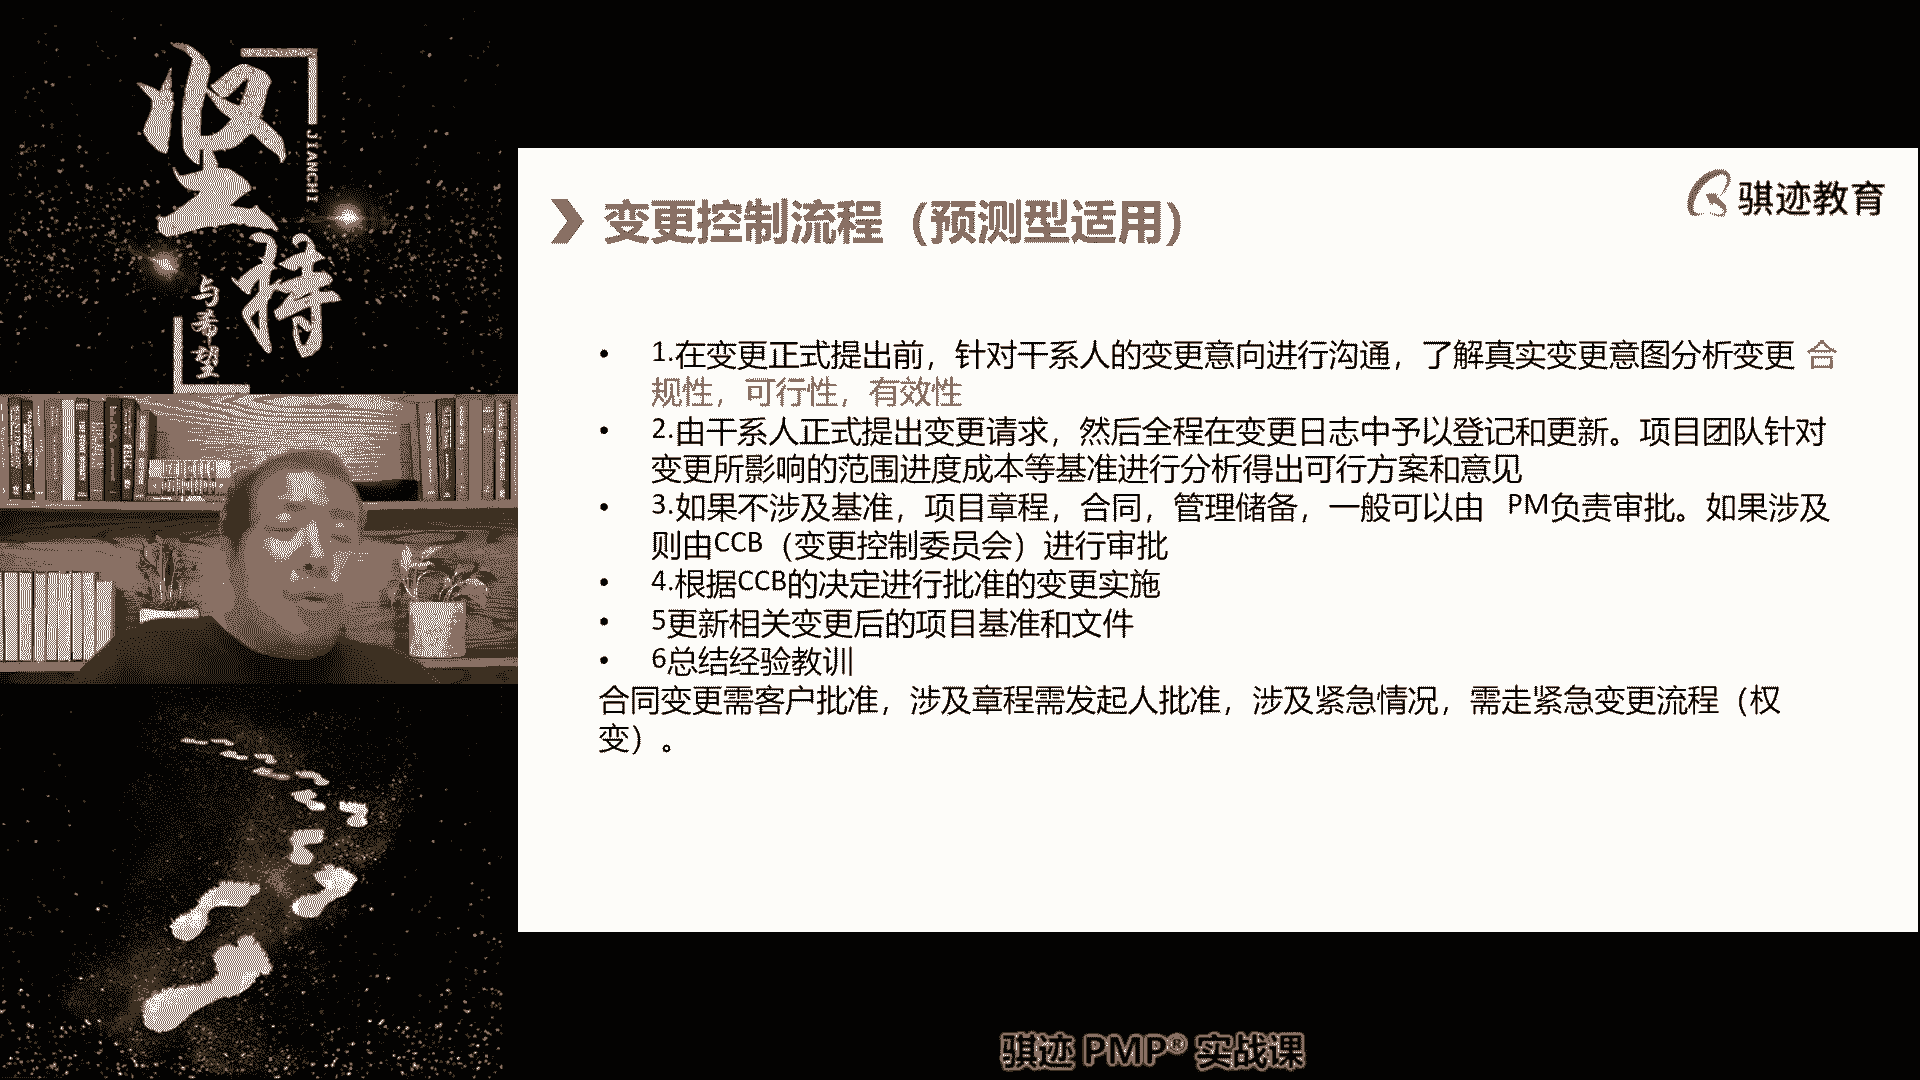 坚持
JIANCHI
与希望
骐迹教育
变更控制流程（预测型适用）
• 1.在变更正式提出前，针对干系人的变更意向进行沟通，了解真实变更意图分析变更 合
规性，可行性，有效性
• 2.由干系人正式提出变更请求，然后全程在变更日志中予以登记和更新。项目团队针对
变更所影响的范围进度成本等基准进行分析得出可行方案和意见
• 3.如果不涉及基准，项目章程，合同，管理储备，一般可以由 PM负责审批。如果涉及
则由CCB（变更控制委员会）进行审批
• 4.根据CCB的决定进行批准的变更实施
• 5更新相关变更后的项目基准和文件
• 6总结经验教训
合同变更需客户批准，涉及章程需发起人批准，涉及紧急情况，需走紧急变更流程（权
变）。
骐迹 PMP® 实战课